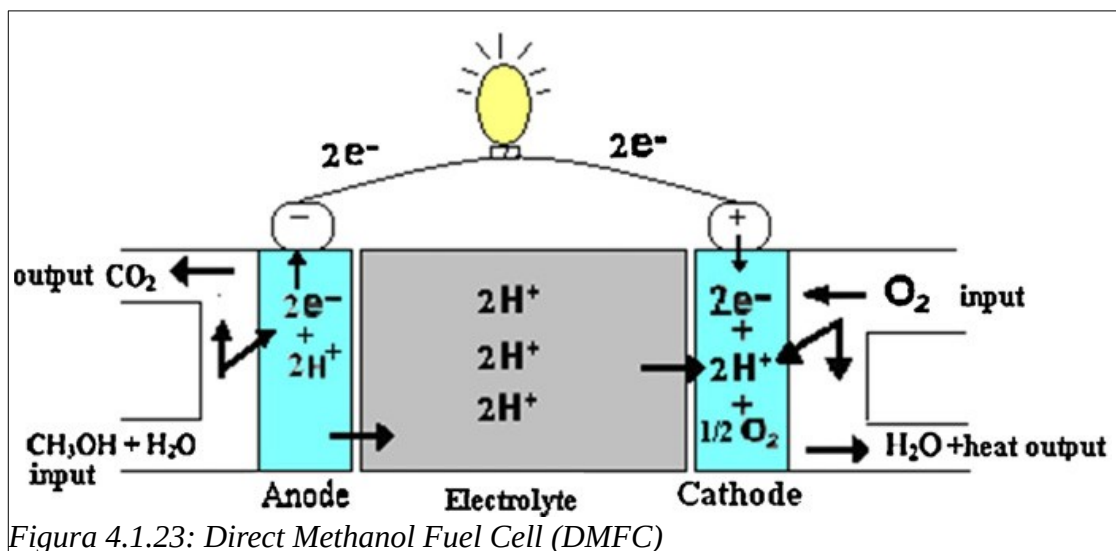 2e⁻ 2e⁻
− +
output CO₂
2e⁻
+
2H⁺
CH₃OH + H₂O
input
2H⁺
2H⁺
2H⁺
2e⁻
+
2H⁺
+
1/2 O₂
O₂ input
H₂O +heat output
Anode Electrolyte Cathode
Figura 4.1.23: Direct Methanol Fuel Cell (DMFC)